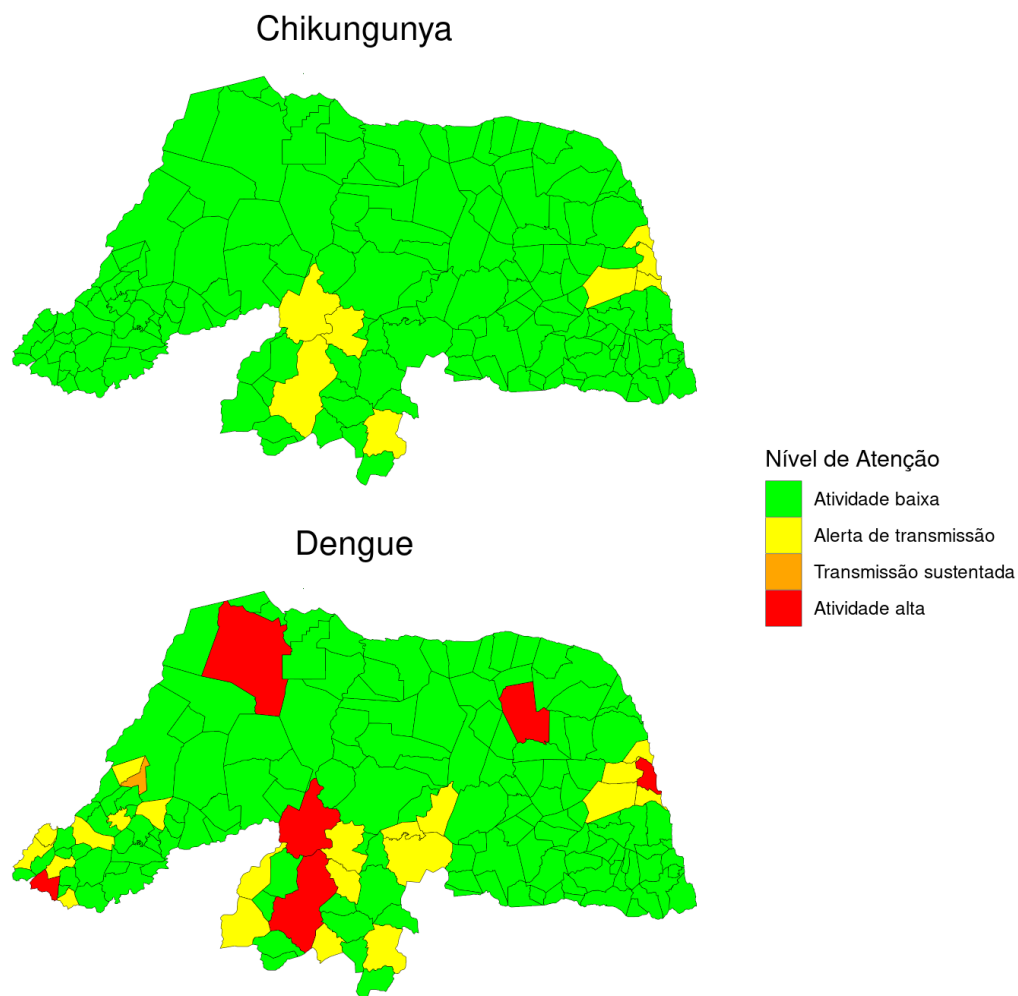 Chikungunya
Nível de Atenção
Atividade baixa
Alerta de transmissão
Transmissão sustentada
Atividade alta
Dengue